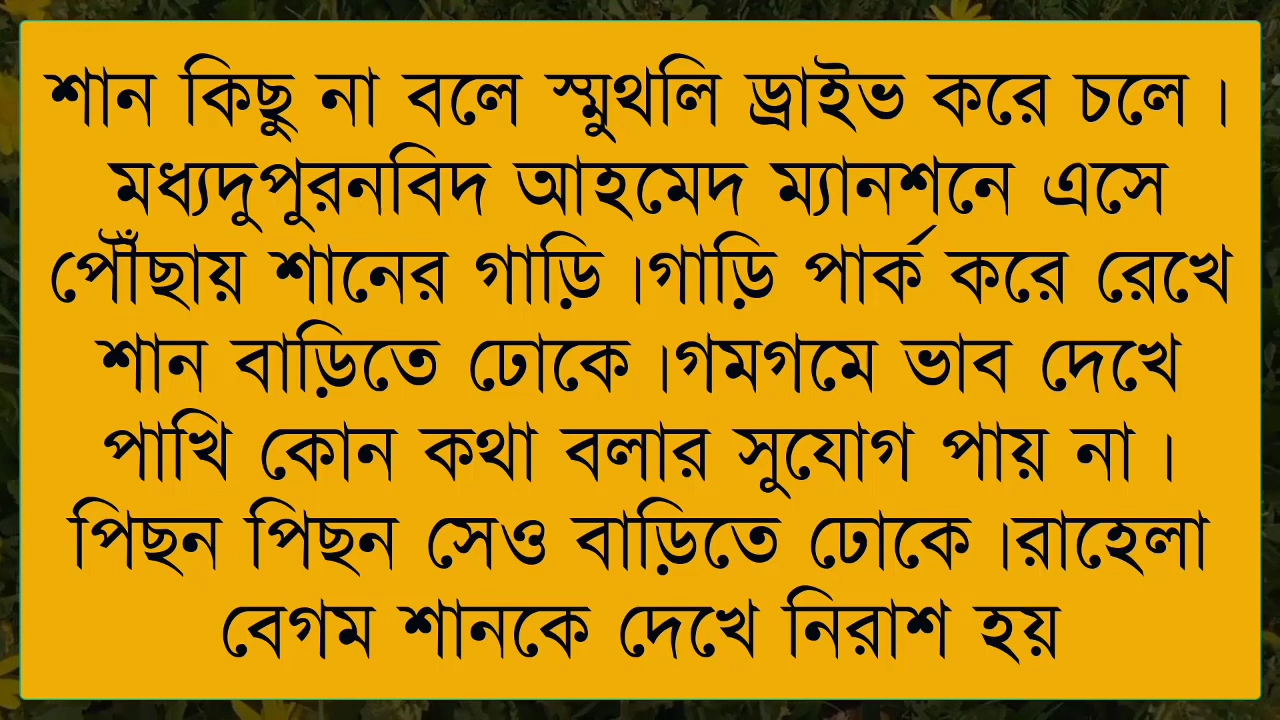 শান কিছু না বলে স্মুথলি ড্রাইভ করে চলে।
মধ্যদুপুরনবিদ আহমেদ ম্যানশনে এসে
পৌঁছায় শানের গাড়ি।গাড়ি পার্ক করে রেখে
শান বাড়িতে ঢোকে।গমগমে ভাব দেখে
পাখি কোন কথা বলার সুযোগ পায় না।
পিছন পিছন সেও বাড়িতে ঢোকে।রাহেলা
বেগম শানকে দেখে নিরাশ হয়